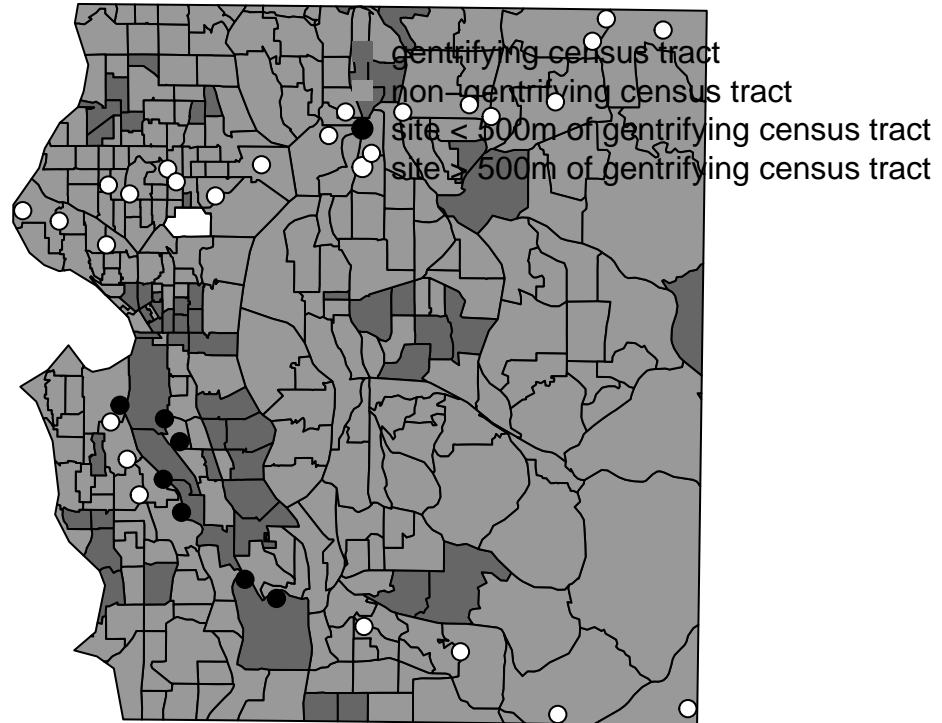 gentrifying census tract
non−gentrifying census tract
site < 500m of gentrifying census tract
site ≥ 500m of gentrifying census tract